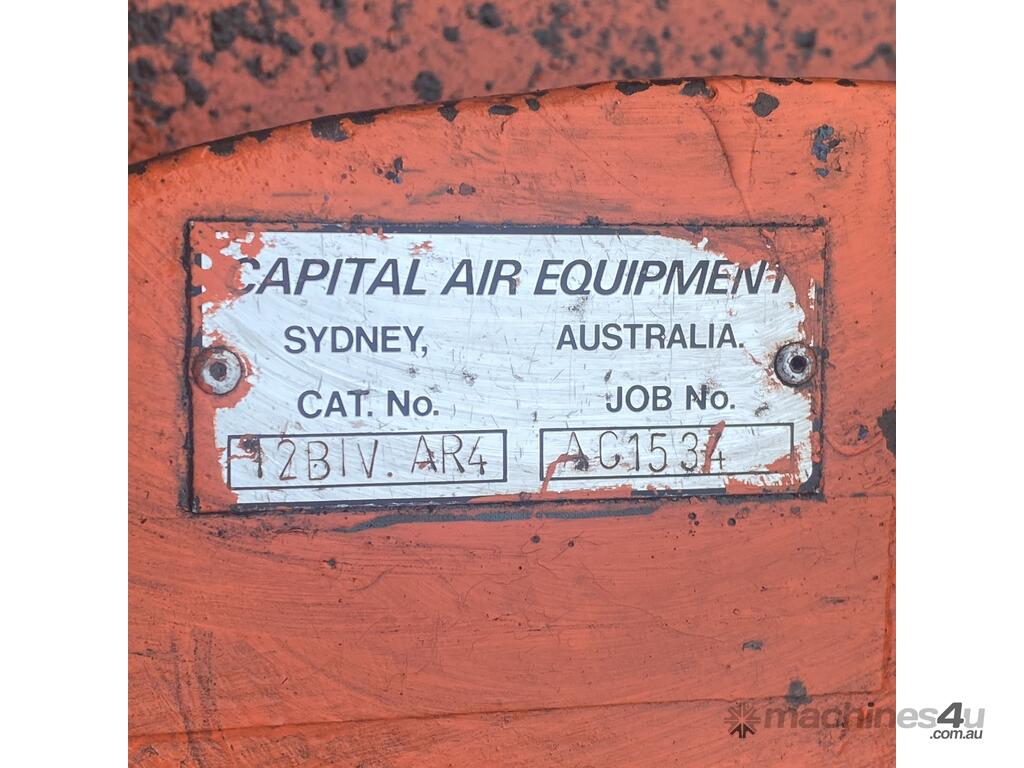 CAPITAL AIR EQUIPMENT
SYDNEY, AUSTRALIA.
CAT. No. JOB No.
12BIV. AR4 AC1534
machines4u
.com.au